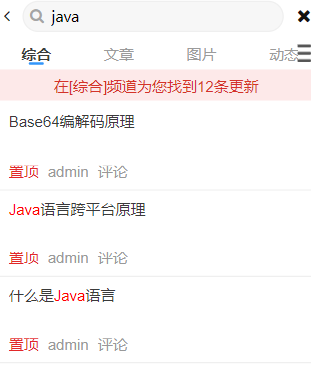 java
综合 文章 图片 动态
在[综合]频道为您找到12条更新
Base64编解码原理
置顶 admin 评论
Java语言跨平台原理
置顶 admin 评论
什么是Java语言
置顶 admin 评论